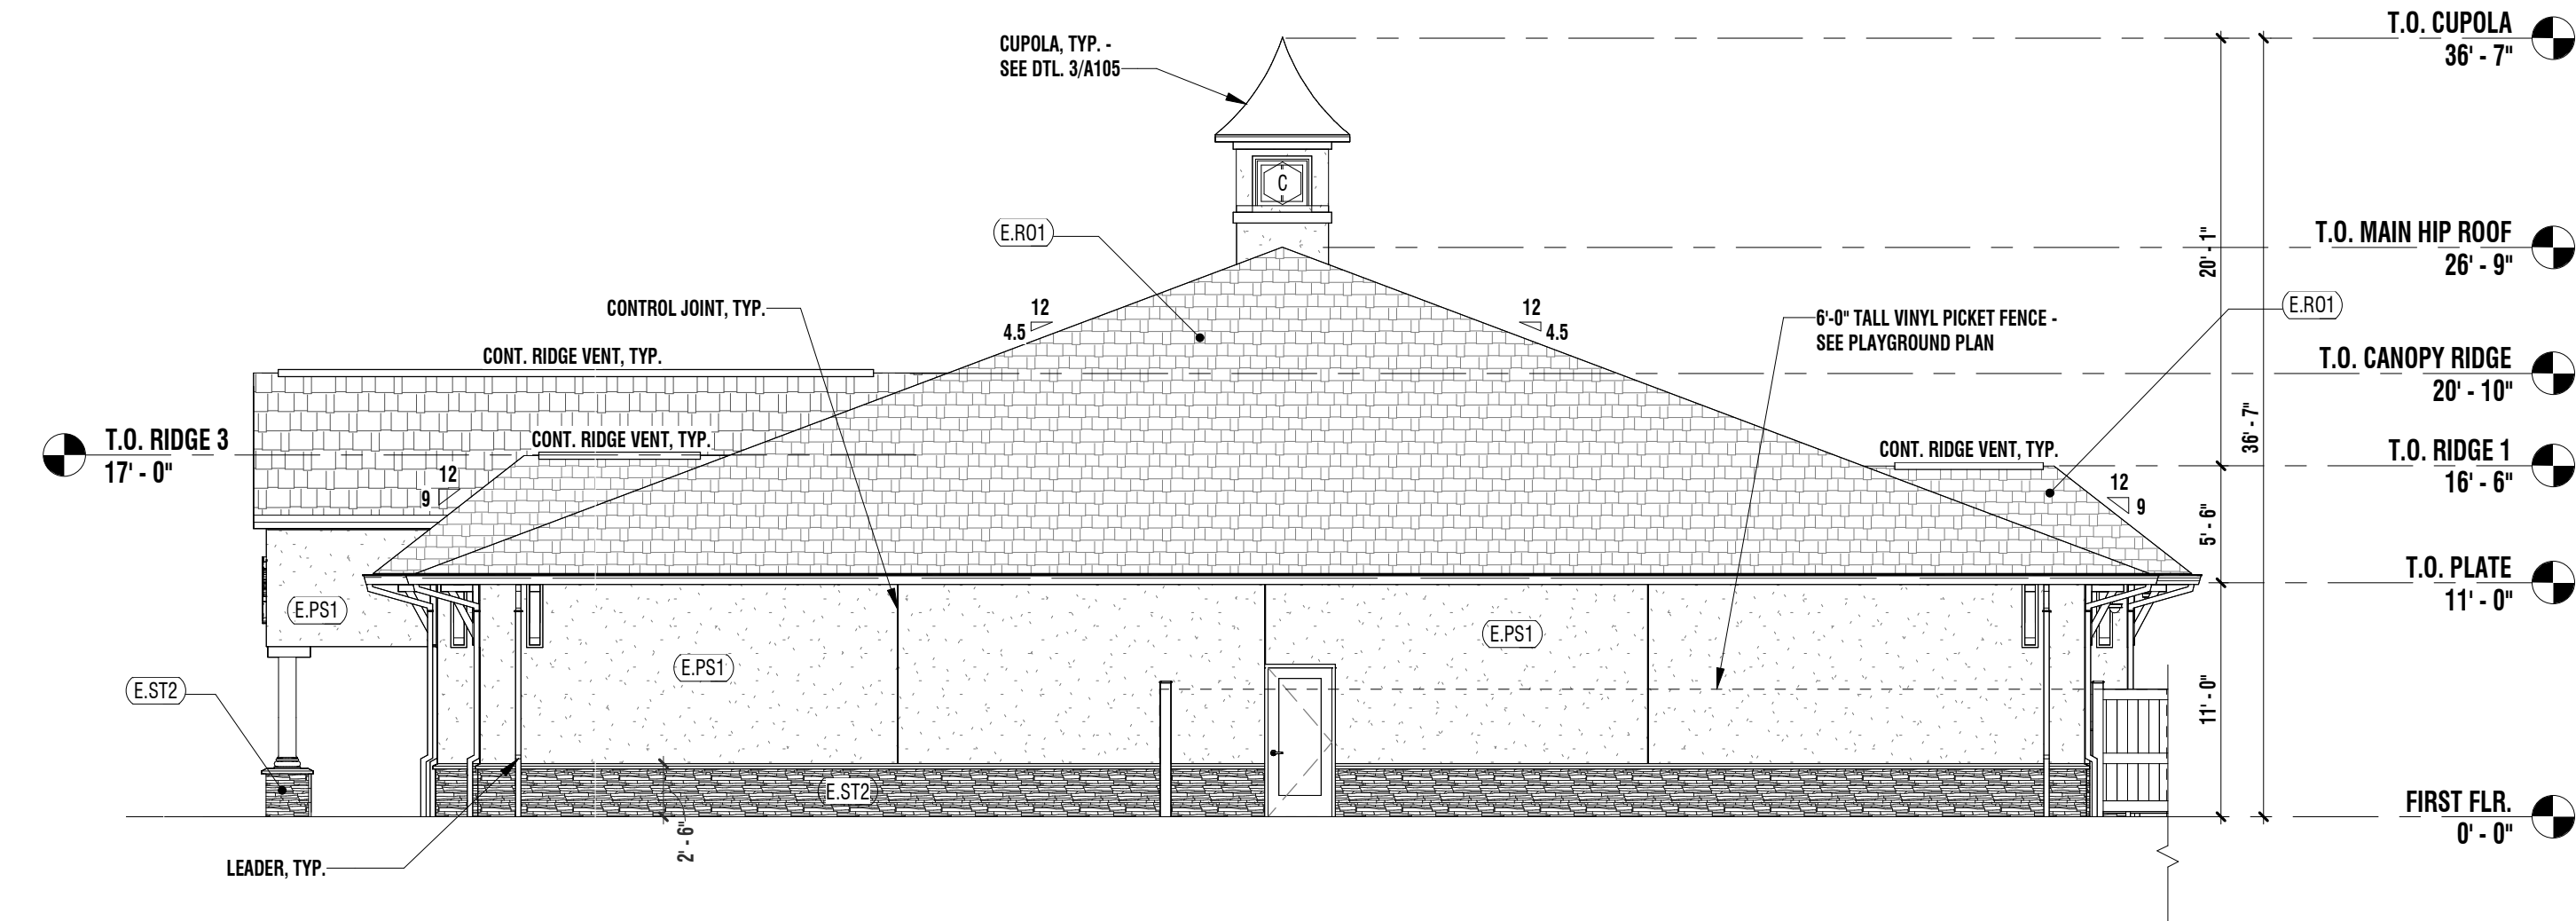 T.O. CUPOLA
36' - 7"
CUPOLA, TYP. -
SEE DTL. 3/A105
C
E.RO1
T.O. MAIN HIP ROOF
26' - 9"
20' - 1"
12
4.5
12
4.5
CONTROL JOINT, TYP.
6'-0" TALL VINYL PICKET FENCE -
SEE PLAYGROUND PLAN
E.RO1
CONT. RIDGE VENT, TYP.
T.O. CANOPY RIDGE
20' - 10"
36' - 7"
T.O. RIDGE 3
17' - 0"
CONT. RIDGE VENT, TYP.
CONT. RIDGE VENT, TYP.
T.O. RIDGE 1
16' - 6"
12
9
12
9
5' - 6"
T.O. PLATE
11' - 0"
E.PS1
E.PS1
E.PS1
E.ST2
11' - 0"
E.ST2
2' - 6"
FIRST FLR.
0' - 0"
LEADER, TYP.